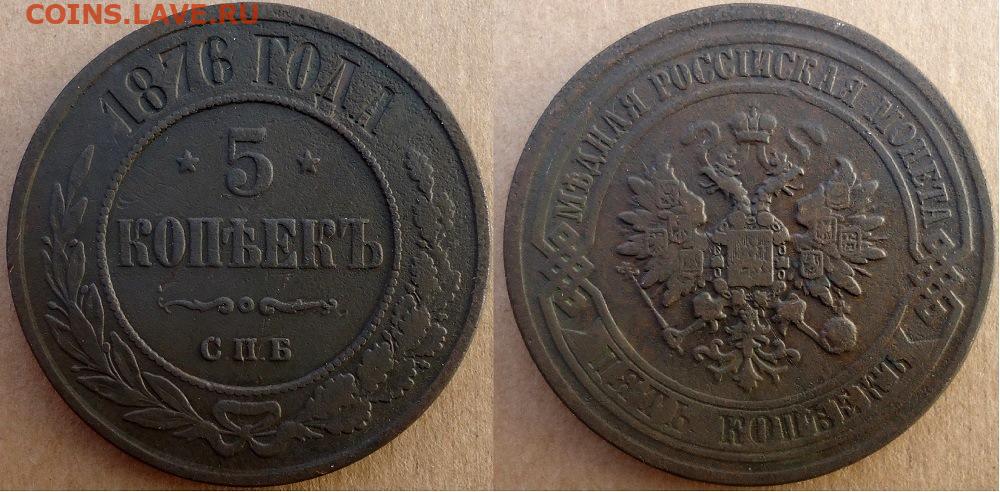 COINS.LAVE.RU
1876 ГОДА
5
КОПѢЕКЪ
С П.Б
МѢДНАЯ РОССІЙСКАЯ МОНЕТА
ПЯТЬ КОПѢЕКЪ